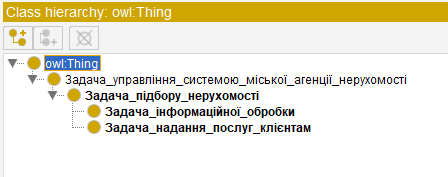 Class hierarchy: owl:Thing
owl:Thing
Задача_управління_системою_міської_агенції_нерухомості
Задача_підбору_нерухомості
Задача_інформаційної_обробки
Задача_надання_послуг_клієнтам